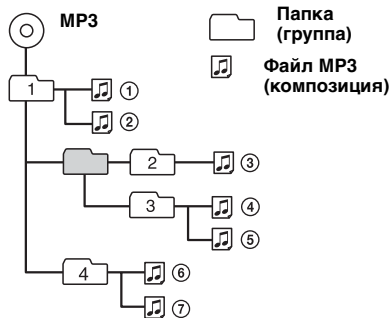 MP3
Папка
(группа)
Файл MP3
(композиция)
1
①
②
2
③
3
④
⑤
4
⑥
⑦